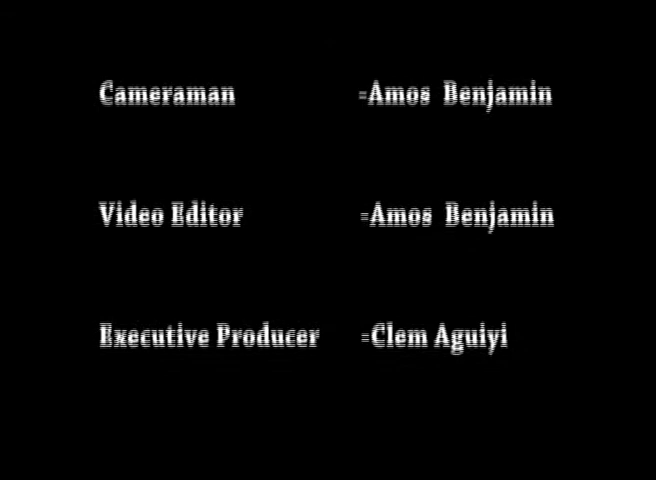 Cameraman =Amos Benjamin
Video Editor =Amos Benjamin
Executive Producer =Clem Aguiyi